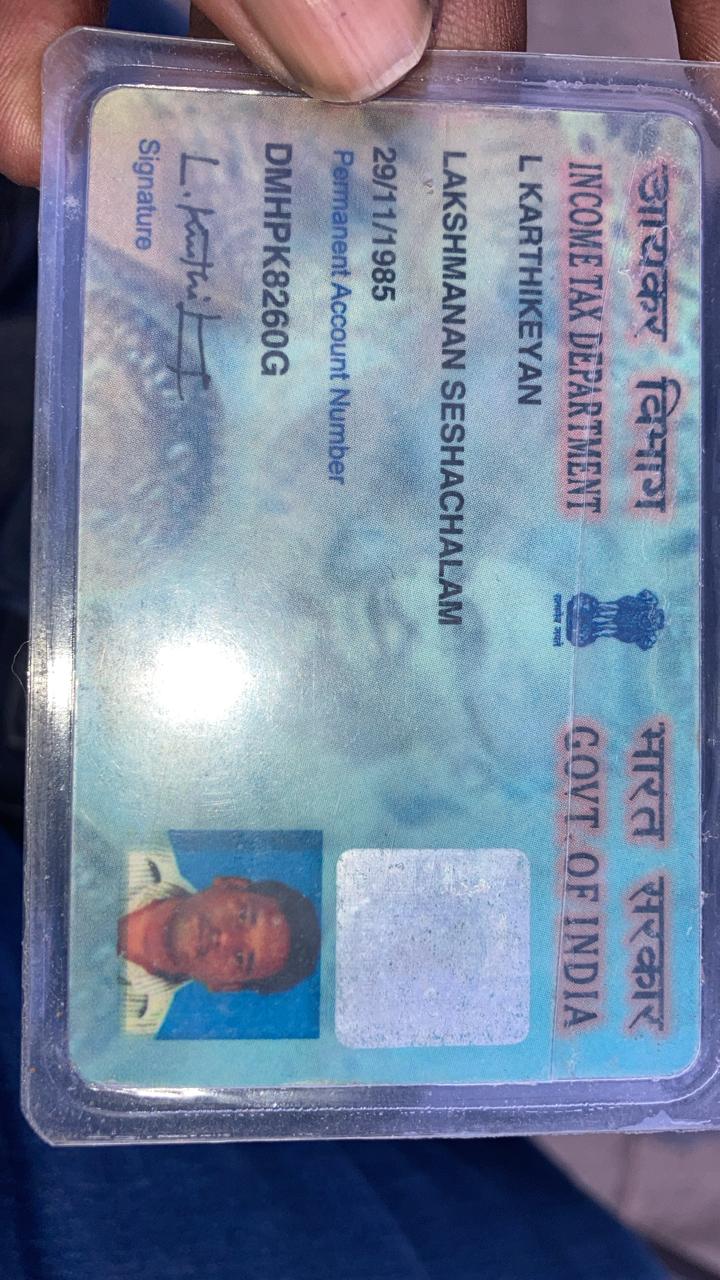 आयकर विभाग भारत सरकार
INCOME TAX DEPARTMENT GOVT. OF INDIA
सत्यमेव जयते
L KARTHIKEYAN
LAKSHMANAN SESHACHALAM
29/11/1985
Permanent Account Number
DMHPK8260G
L. Karthi
Signature